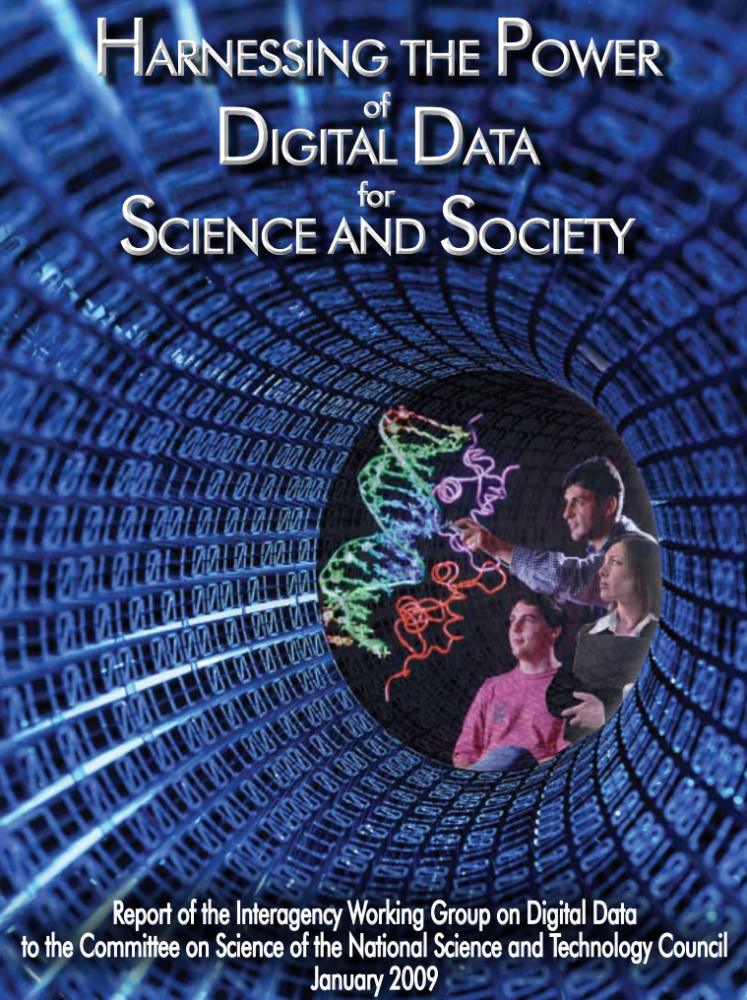 HARNESSING THE POWER
of
DIGITAL DATA
for
SCIENCE AND SOCIETY
Report of the Interagency Working Group on Digital Data
to the Committee on Science of the National Science and Technology Council
January 2009